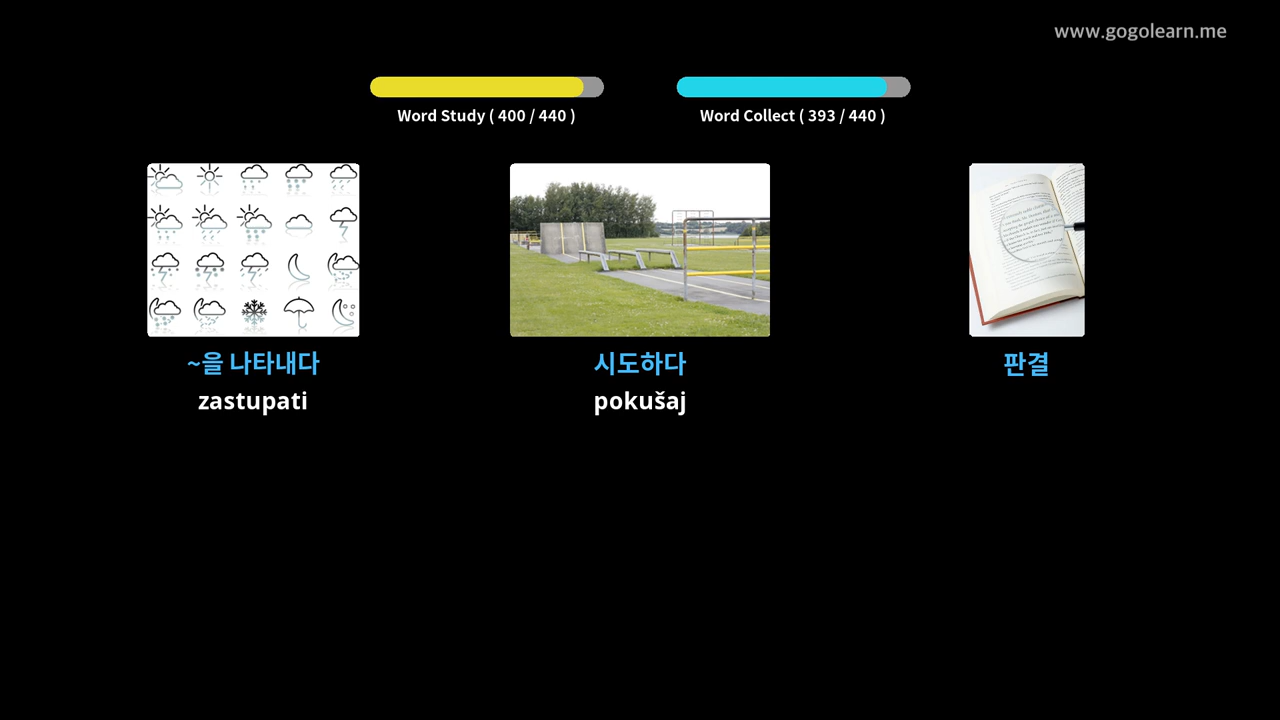 www.gogolearn.me
Word Study ( 400 / 440 )
Word Collect ( 393 / 440 )
~을 나타내다
zastupati
시도하다
pokušaj
판결